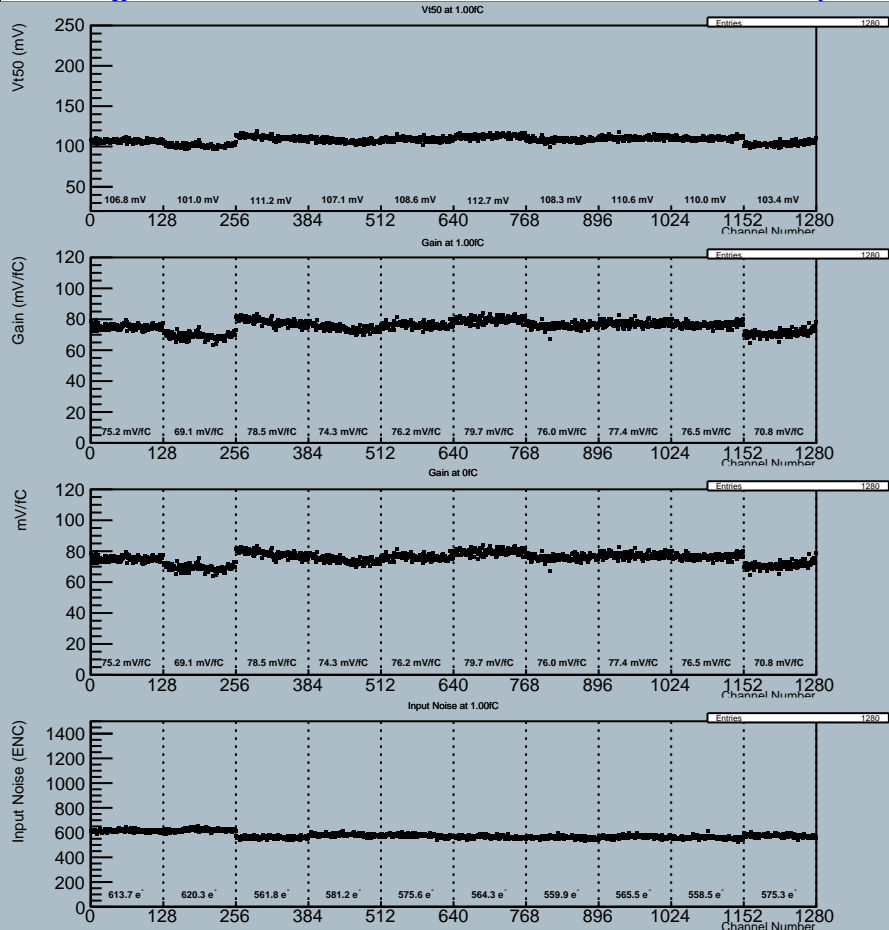 Vt50 at 1.00fC
Entries 1280
Vt50 (mV)
250
200
150
100
50
106.8 mV 101.0 mV 111.2 mV 107.1 mV 108.6 mV 112.7 mV 108.3 mV 110.6 mV 110.0 mV 103.4 mV
0 128 256 384 512 640 768 896 1024 1152 1280
Channel Number
Gain at 1.00fC
Entries 1280
Gain (mV/fC)
120
100
80
60
40
20
0
75.2 mV/fC 69.1 mV/fC 78.5 mV/fC 74.3 mV/fC 76.2 mV/fC 79.7 mV/fC 76.0 mV/fC 77.4 mV/fC 76.5 mV/fC 70.8 mV/fC
0 128 256 384 512 640 768 896 1024 1152 1280
Channel Number
Gain at 0fC
Entries 1280
mV/fC
120
100
80
60
40
20
0
75.2 mV/fC 69.1 mV/fC 78.5 mV/fC 74.3 mV/fC 76.2 mV/fC 79.7 mV/fC 76.0 mV/fC 77.4 mV/fC 76.5 mV/fC 70.8 mV/fC
0 128 256 384 512 640 768 896 1024 1152 1280
Channel Number
Input Noise at 1.00fC
Entries 1280
Input Noise (ENC)
1400
1200
1000
800
600
400
200
0
613.7 e⁻ 620.3 e⁻ 561.8 e⁻ 581.2 e⁻ 575.6 e⁻ 564.3 e⁻ 559.9 e⁻ 565.5 e⁻ 558.5 e⁻ 575.3 e⁻
0 128 256 384 512 640 768 896 1024 1152 1280
Channel Number